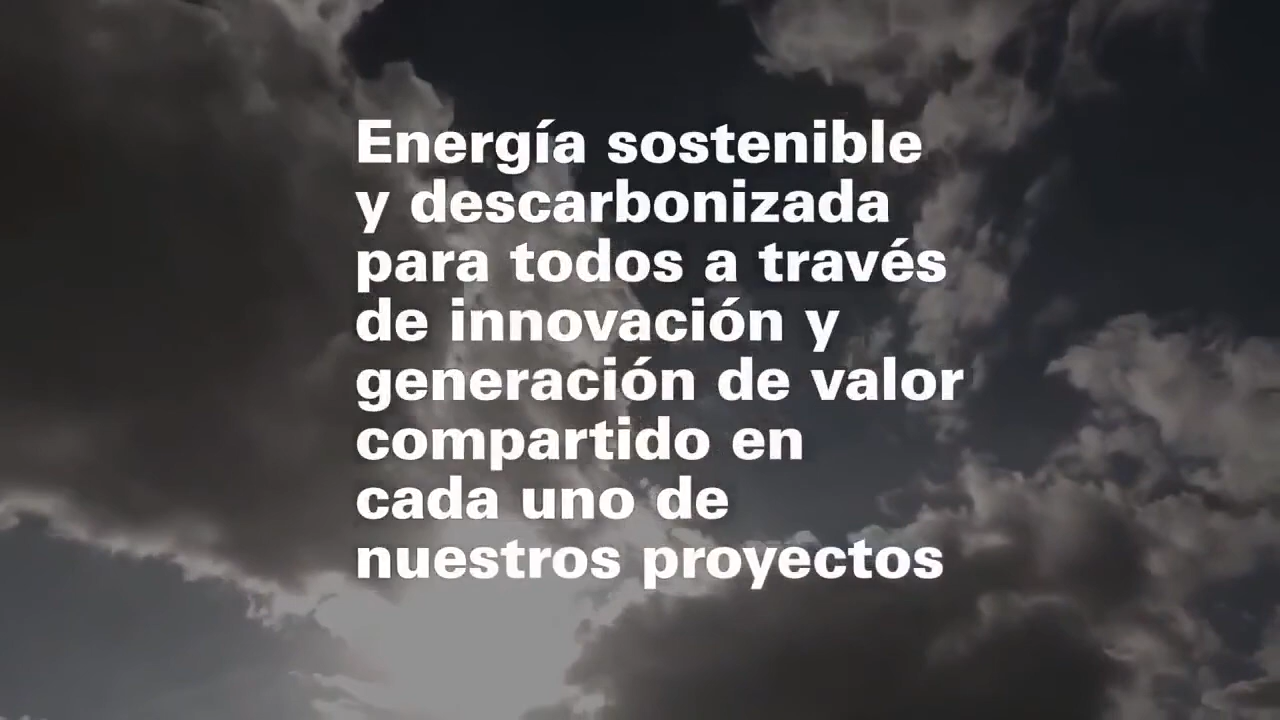 Energía sostenible
y descarbonizada
para todos a través
de innovación y
generación de valor
compartido en
cada uno de
nuestros proyectos